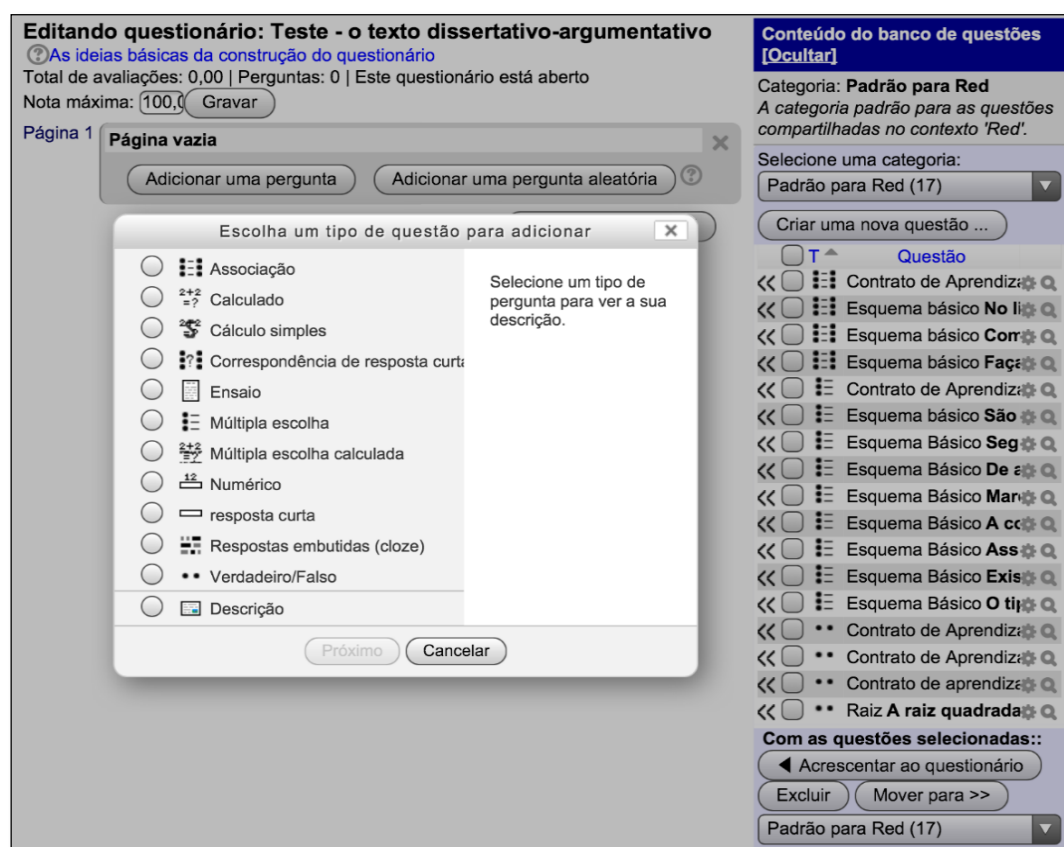 Editando questionário: Teste - o texto dissertativo-argumentativo
As ideias básicas da construção do questionário
Total de avaliações: 0,00 | Perguntas: 0 | Este questionário está aberto
Nota máxima: 100,0 Gravar
Página 1
Página vazia
Adicionar uma pergunta Adicionar uma pergunta aleatória ?
Escolha um tipo de questão para adicionar
Associação
Calculado
Cálculo simples
Correspondência de resposta curta
Ensaio
Múltipla escolha
Múltipla escolha calculada
Numérico
resposta curta
Respostas embutidas (cloze)
Verdadeiro/Falso
Descrição
Selecione um tipo de
pergunta para ver a sua
descrição.
Próximo Cancelar
Conteúdo do banco de questões
[Ocultar]
Categoria: Padrão para Red
A categoria padrão para as questões
compartilhadas no contexto 'Red'.
Selecione uma categoria:
Padrão para Red (17)
Criar uma nova questão ...
T Questão
Contrato de Aprendiza
Esquema básico No li
Esquema básico Com
Esquema básico Faça
Contrato de Aprendiza
Esquema básico São
Esquema Básico Seg
Esquema Básico De a
Esquema Básico Mar
Esquema Básico A co
Esquema Básico Ass
Esquema Básico Exis
Esquema Básico O tip
Contrato de Aprendiza
Contrato de Aprendiza
Contrato de aprendiza
Raiz A raiz quadrada
Com as questões selecionadas::
Acrescentar ao questionário
Excluir Mover para >>
Padrão para Red (17)